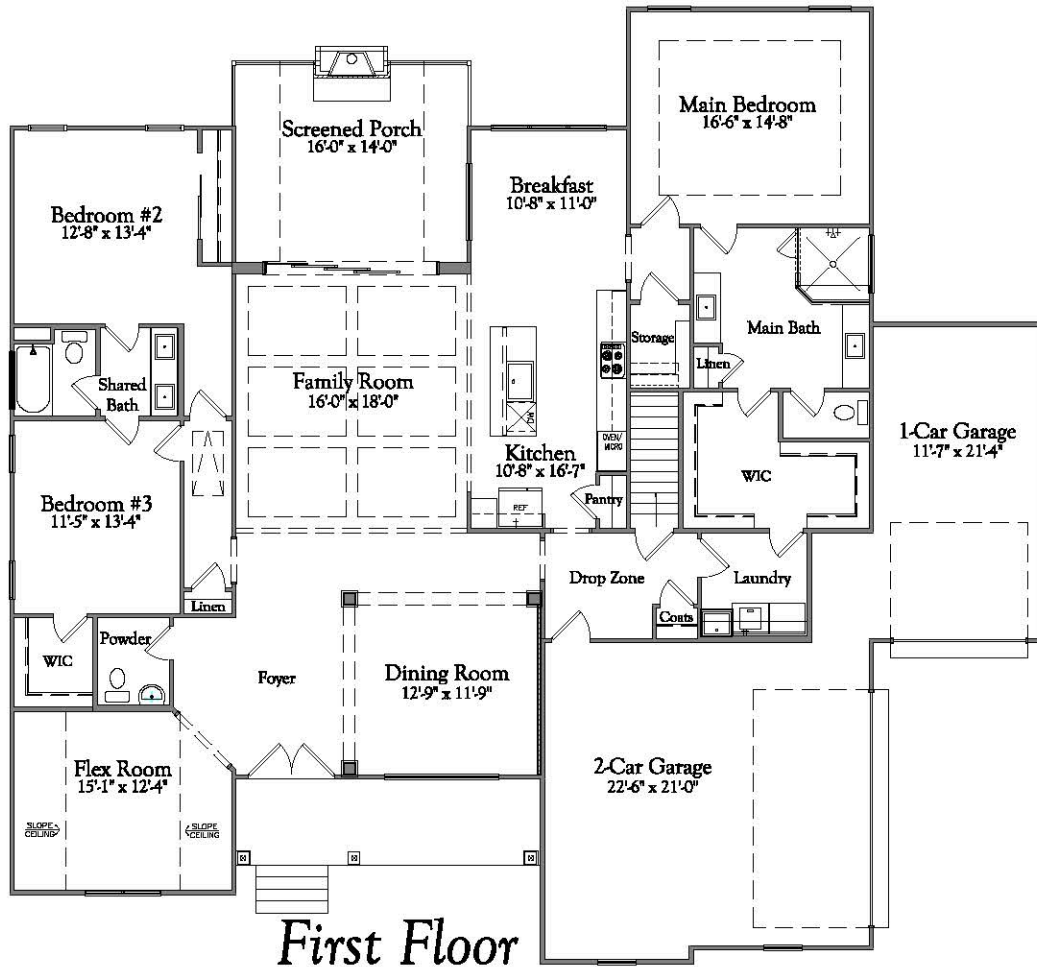 Main Bedroom
16'-6" x 14'-8"
Screened Porch
16'-0" x 14'-0"
Breakfast
10'-8" x 11'-0"
Bedroom #2
12'-8" x 13'-4"
Main Bath
Storage
Linen
Shared
Bath
Family Room
16'-0" x 18'-0"
1-Car Garage
11'-7" x 21'-4"
OVEN/
MICRO
Kitchen
10'-8" x 16'-7"
WIC
Bedroom #3
11'-5" x 13'-4"
Pantry
REF
Drop Zone
Laundry
Linen
Coats
Powder
WIC
Foyer
Dining Room
12'-9" x 11'-9"
Flex Room
15'-1" x 12'-4"
2-Car Garage
22'-6" x 21'-0"
SLOPE
CEILING
SLOPE
CEILING
First Floor